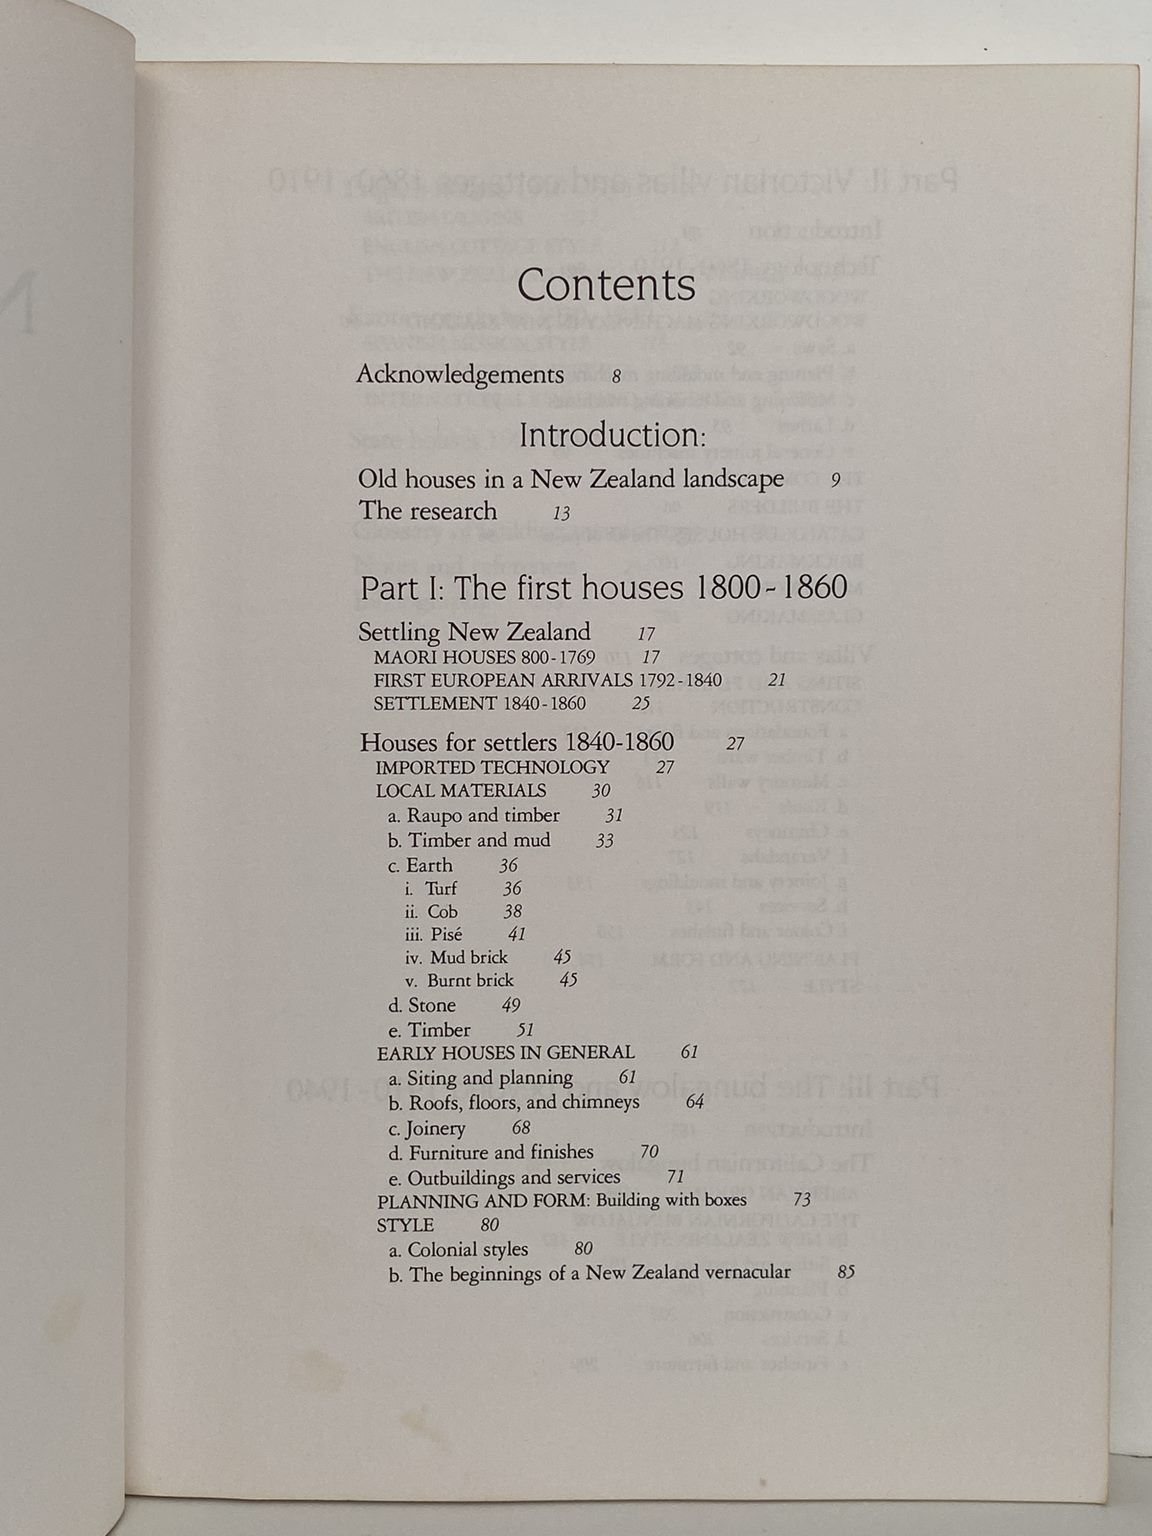 Contents
Acknowledgements 8
Introduction:
Old houses in a New Zealand landscape 9
The research 13
Part I: The first houses 1800-1860
Settling New Zealand 17
MAORI HOUSES 800-1769 17
FIRST EUROPEAN ARRIVALS 1792-1840 21
SETTLEMENT 1840-1860 25
Houses for settlers 1840-1860 27
IMPORTED TECHNOLOGY 27
LOCAL MATERIALS 30
a. Raupo and timber 31
b. Timber and mud 33
c. Earth 36
i. Turf 36
ii. Cob 38
iii. Pisé 41
iv. Mud brick 45
v. Burnt brick 45
d. Stone 49
e. Timber 51
EARLY HOUSES IN GENERAL 61
a. Siting and planning 61
b. Roofs, floors, and chimneys 64
c. Joinery 68
d. Furniture and finishes 70
e. Outbuildings and services 71
PLANNING AND FORM: Building with boxes 73
STYLE 80
a. Colonial styles 80
b. The beginnings of a New Zealand vernacular 85